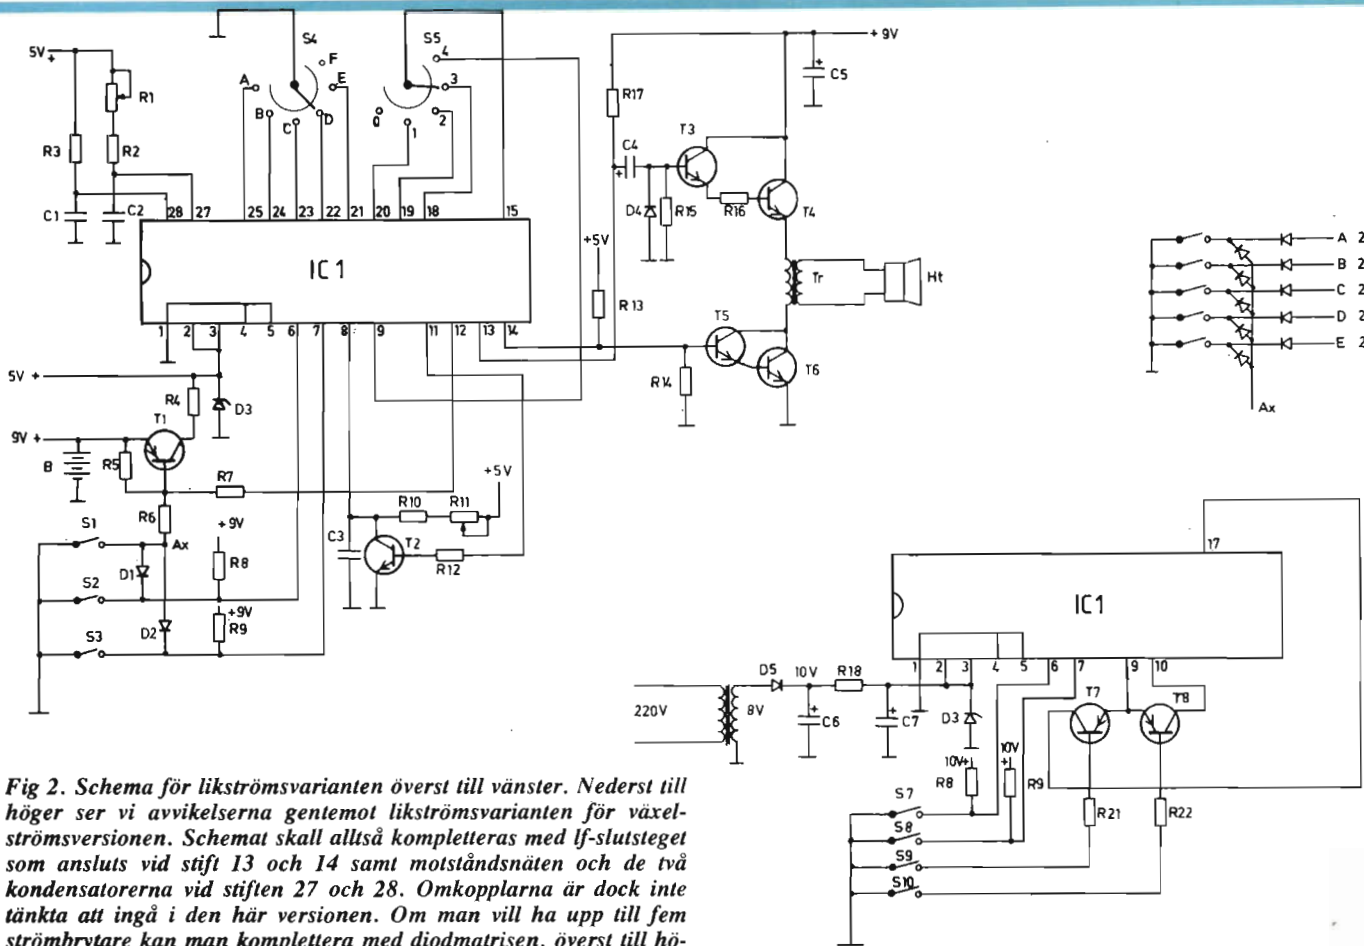 5V +
R1
R3
R2
C1
C2
S4
A
B
C
D
E
F
S5
0
1
2
3
4
28
27
25
24
23
22
21
20
19
18
15
IC1
1
2
3
4
5
6
7
8
9
11
12
13
14
5V +
R4
D3
T1
9V +
B
R5
R7
R6
+9V
S1
Ax
D1
R8
S2
+9V
D2
R9
S3
C3
R10
R11
+5V
T2
R12
+5V
R13
R17
C4
+
D4
R15
T3
R16
T4
+9V
+
C5
Tr
Ht
T5
T6
R14
A 2
B 2
C 2
D 2
E 2
Ax
17
IC1
1
2
3
4
5
6
7
9
10
220V
8V
D5
10V
R18
+
C6
+
C7
D3
10V+
R8
10V
+
R9
T7
T8
R21
R22
S7
S8
S9
S10
Fig 2. Schema för likströmsvarianten överst till vänster. Nederst till
höger ser vi avvikelserna gentemot likströmsvarianten för växel-
strömsversionen. Schemat skall alltså kompletteras med lf-slutsteget
som ansluts vid stift 13 och 14 samt motståndsnäten och de två
kondensatorerna vid stiften 27 och 28. Omkopplarna är dock inte
tänkta att ingå i den här versionen. Om man vill ha upp till fem
strömbrytare kan man komplettera med diodmatrisen, överst till hö-